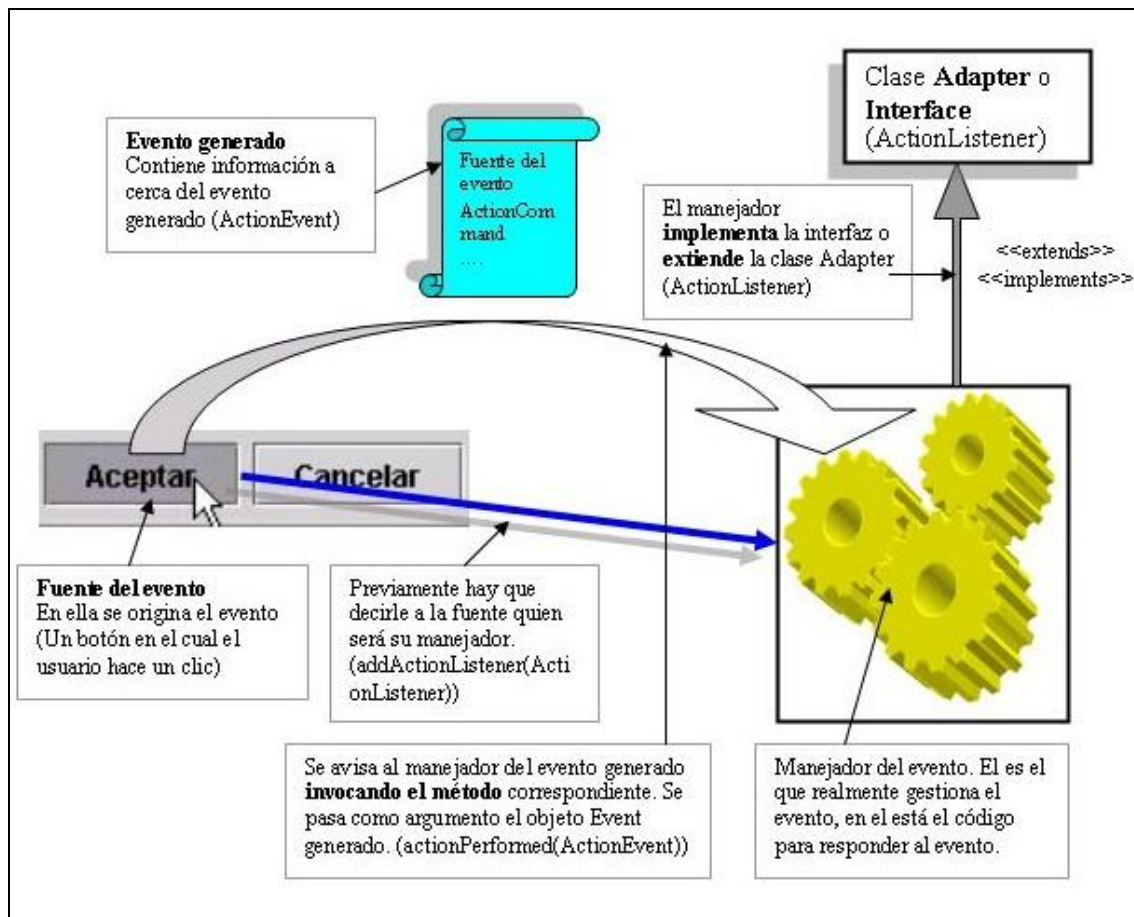 Clase Adapter o
Interface
(ActionListener)
Evento generado
Contiene información a
cerca del evento
generado (ActionEvent)
Fuente del
evento
ActionCom
mand
....
El manejador
implementa la interfaz o
extiende la clase Adapter
(ActionListener)
<<extends>>
<<implements>>
Aceptar
Cancelar
Fuente del evento
En ella se origina el evento
(Un botón en el cual el
usuario hace un clic)
Previamente hay que
decirle a la fuente quien
será su manejador.
(addActionListener(Acti
onListener))
Se avisa al manejador del evento generado
invocando el método correspondiente. Se
pasa como argumento el objeto Event
generado. (actionPerformed(ActionEvent))
Manejador del evento. El es el
que realmente gestiona el
evento, en el está el código
para responder al evento.